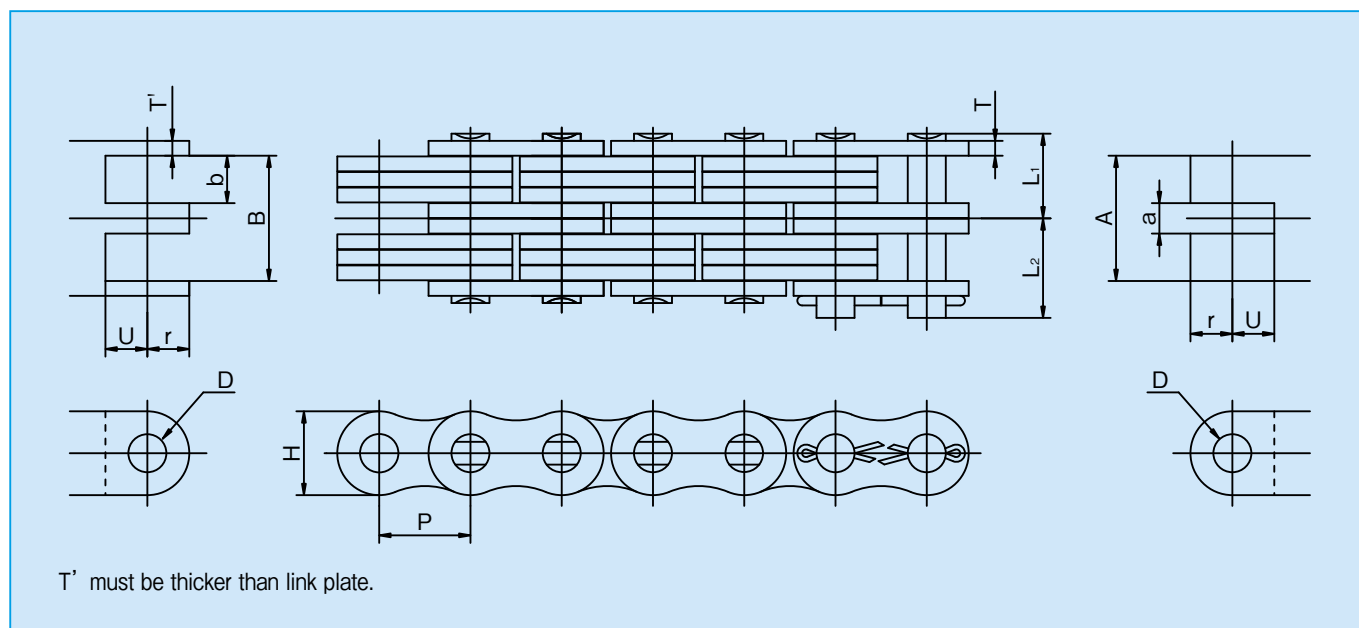 T'
b
B
U
r
T
L₁
L₂
A
a
r
U
D
H
P
D
T’ must be thicker than link plate.